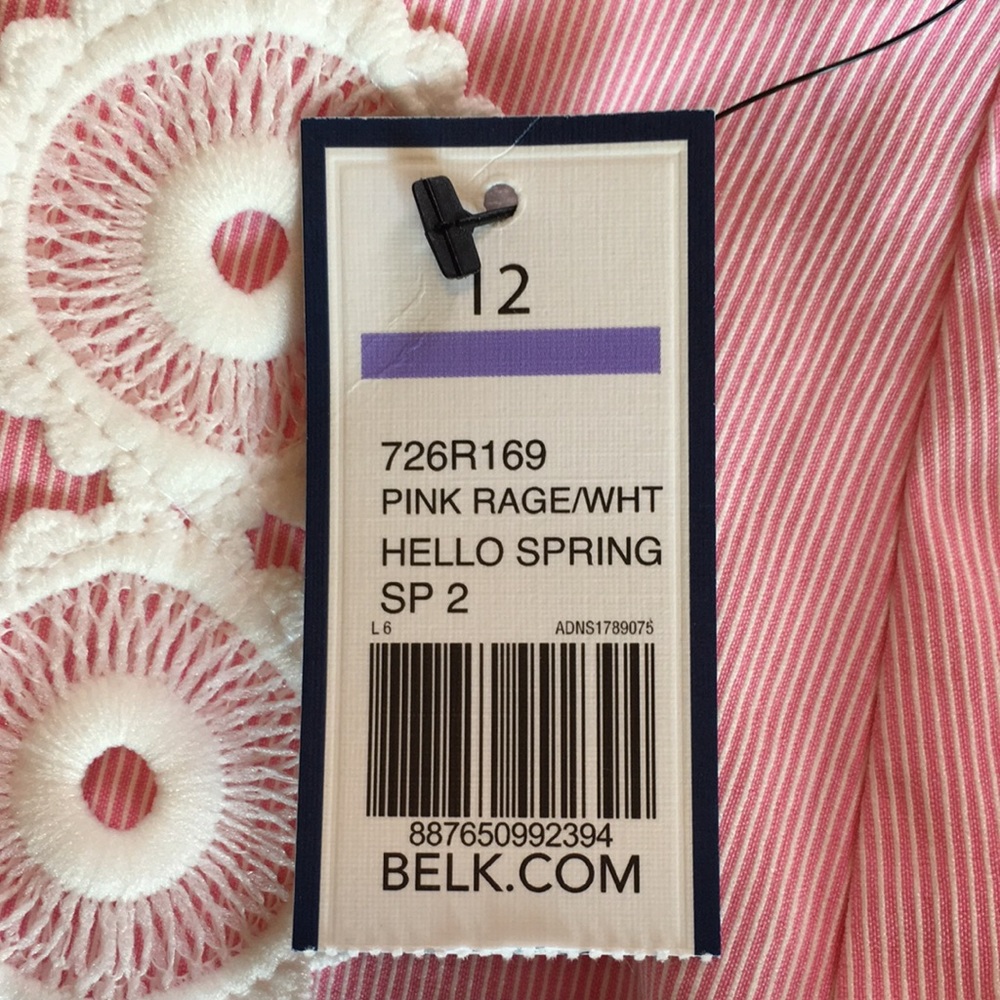 12
726R169
PINK RAGE/WHT
HELLO SPRING
SP 2
L 6 ADNS1789075
887650992394
BELK.COM